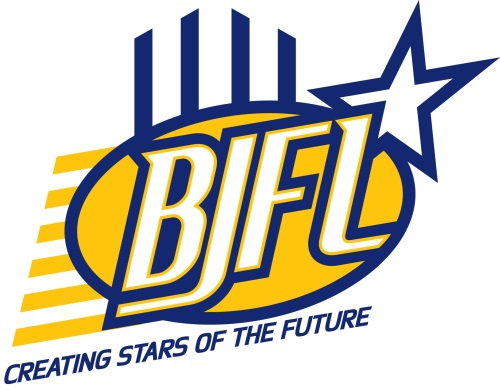 BJFL
CREATING STARS OF THE FUTURE